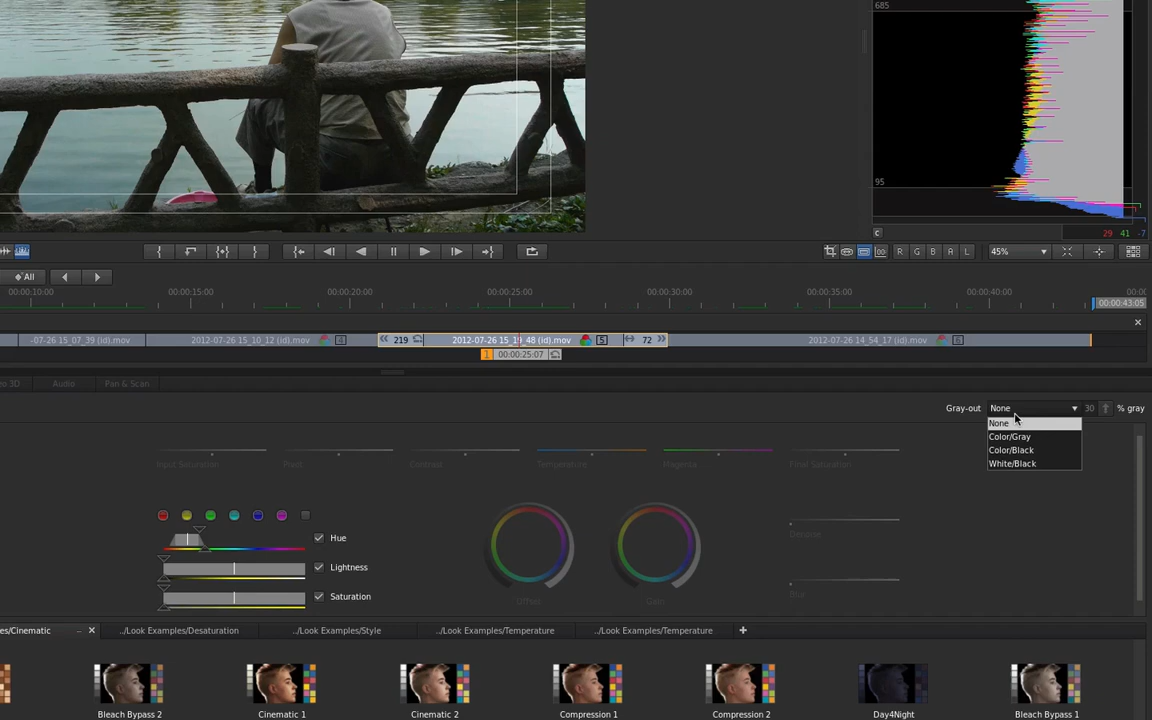 685
95
c
29 41 -7
R G B A L 45%
All
00:00:10:00 00:00:15:00 00:00:20:00 00:00:25:00 00:00:30:00 00:00:35:00 00:00:40:00 00:00
00:00:43:05
-07-26 15_07_39 (id).mov 2012-07-26 15_10_12 (id).mov 219 2012-07-26 15_19_48 (id).mov 5 72 2012-07-26 14_54_17 (id).mov
1 00:00:25:07
ro 3D Audio Pan & Scan
Gray-out None 30 % gray
None
Color/Gray
Color/Black
White/Black
Input Saturation Pivot Contrast Temperature Magenta Final Saturation
Hue
Denoise
Lightness
Saturation
Blur
Offset Gain
es/Cinematic ../Look Examples/Desaturation ../Look Examples/Style ../Look Examples/Temperature ../Look Examples/Temperature
Bleach Bypass 2 Cinematic 1 Cinematic 2 Compression 1 Compression 2 Day4Night Bleach Bypass 1